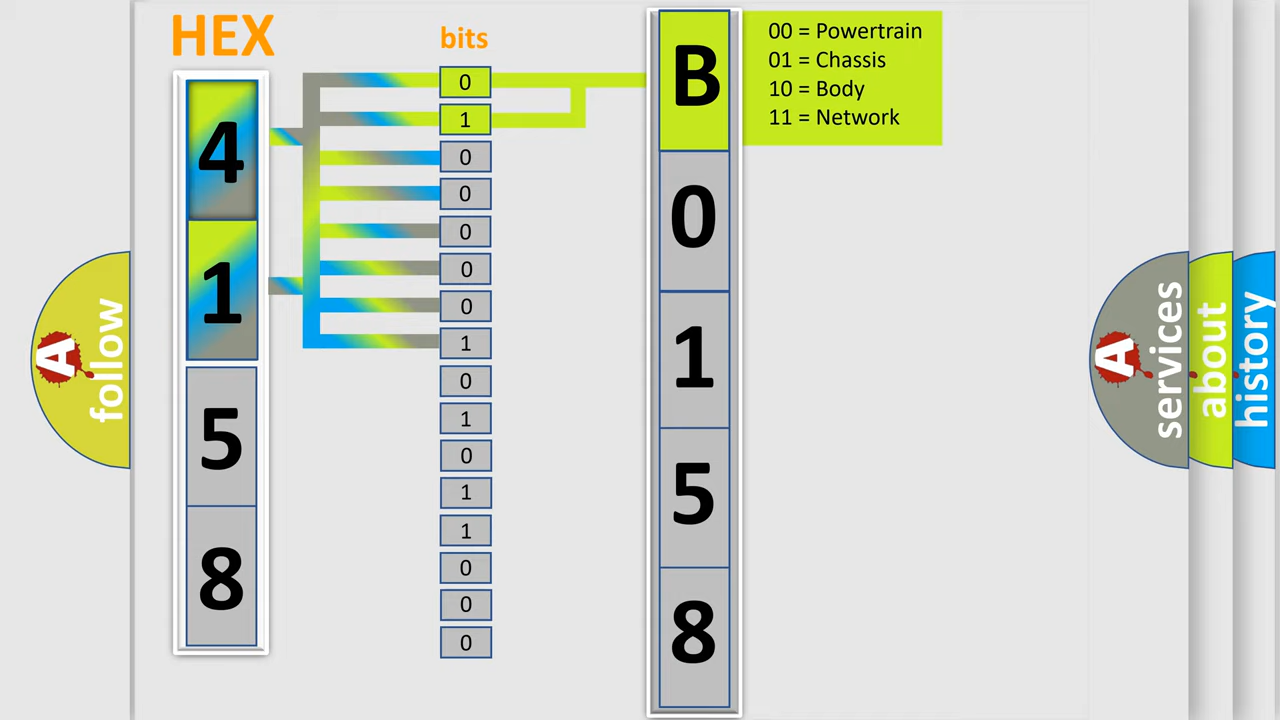 HEX
bits
4
1
5
8
0
1
0
0
0
0
0
1
0
1
0
1
1
0
0
0
B
0
1
5
8
00 = Powertrain
01 = Chassis
10 = Body
11 = Network
A
follow
A
services
about
history